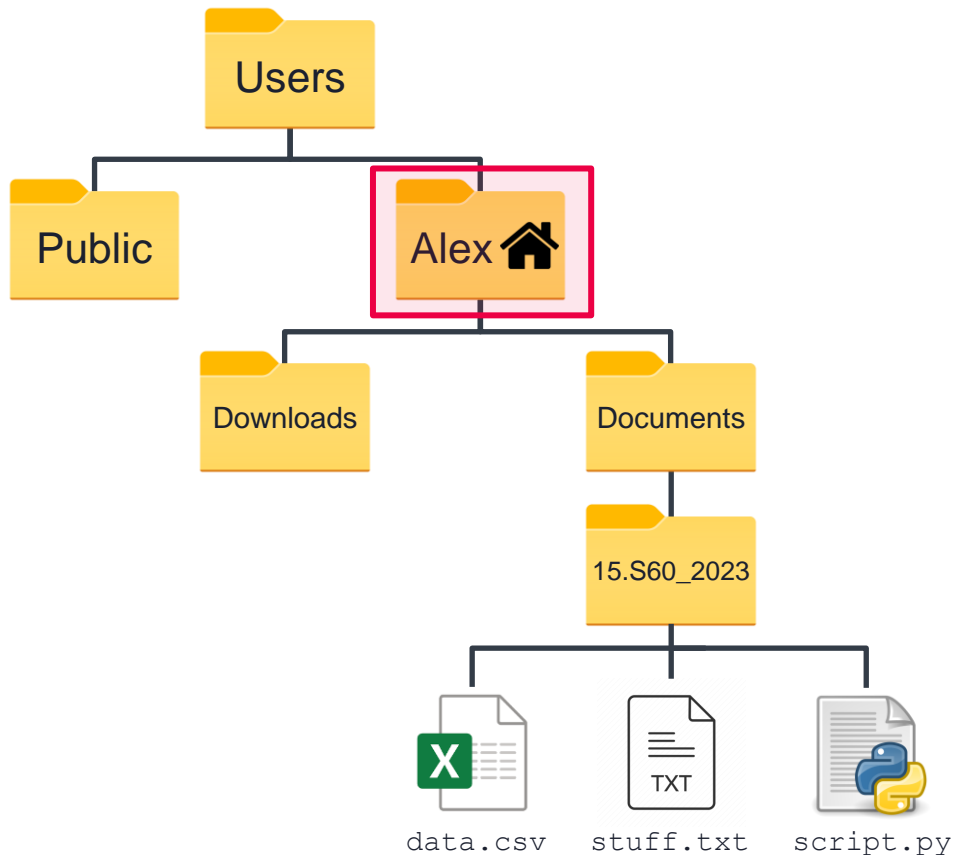 Users
Public
Alex
Downloads
Documents
15.S60_2023
X
TXT
data.csv
stuff.txt
script.py